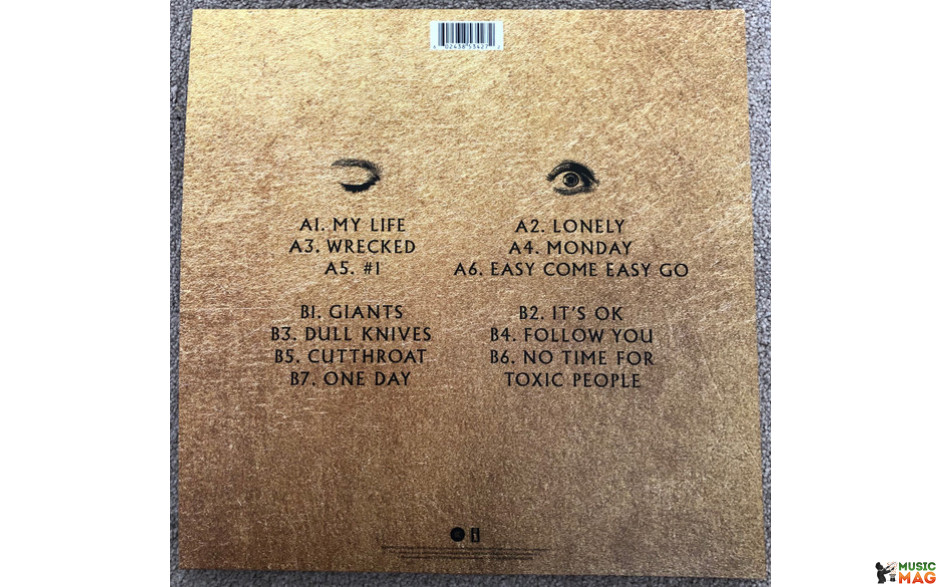 A1. MY LIFE
A2. LONELY
A3. WRECKED
A4. MONDAY
A5. #1
A6. EASY COME EASY GO
B1. GIANTS
B2. IT'S OK
B3. DULL KNIVES
B4. FOLLOW YOU
B5. CUTTHROAT
B6. NO TIME FOR
TOXIC PEOPLE
B7. ONE DAY
MUSIC
MAG